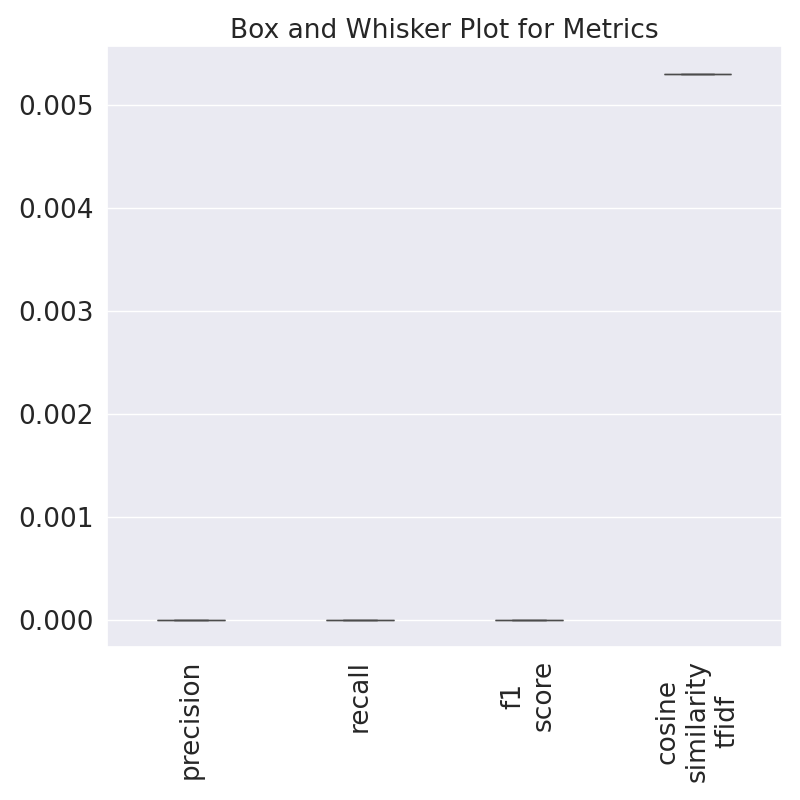 Box and Whisker Plot for Metrics
0.005
0.004
0.003
0.002
0.001
0.000
precision
recall
f1
score
cosine
similarity
tfidf